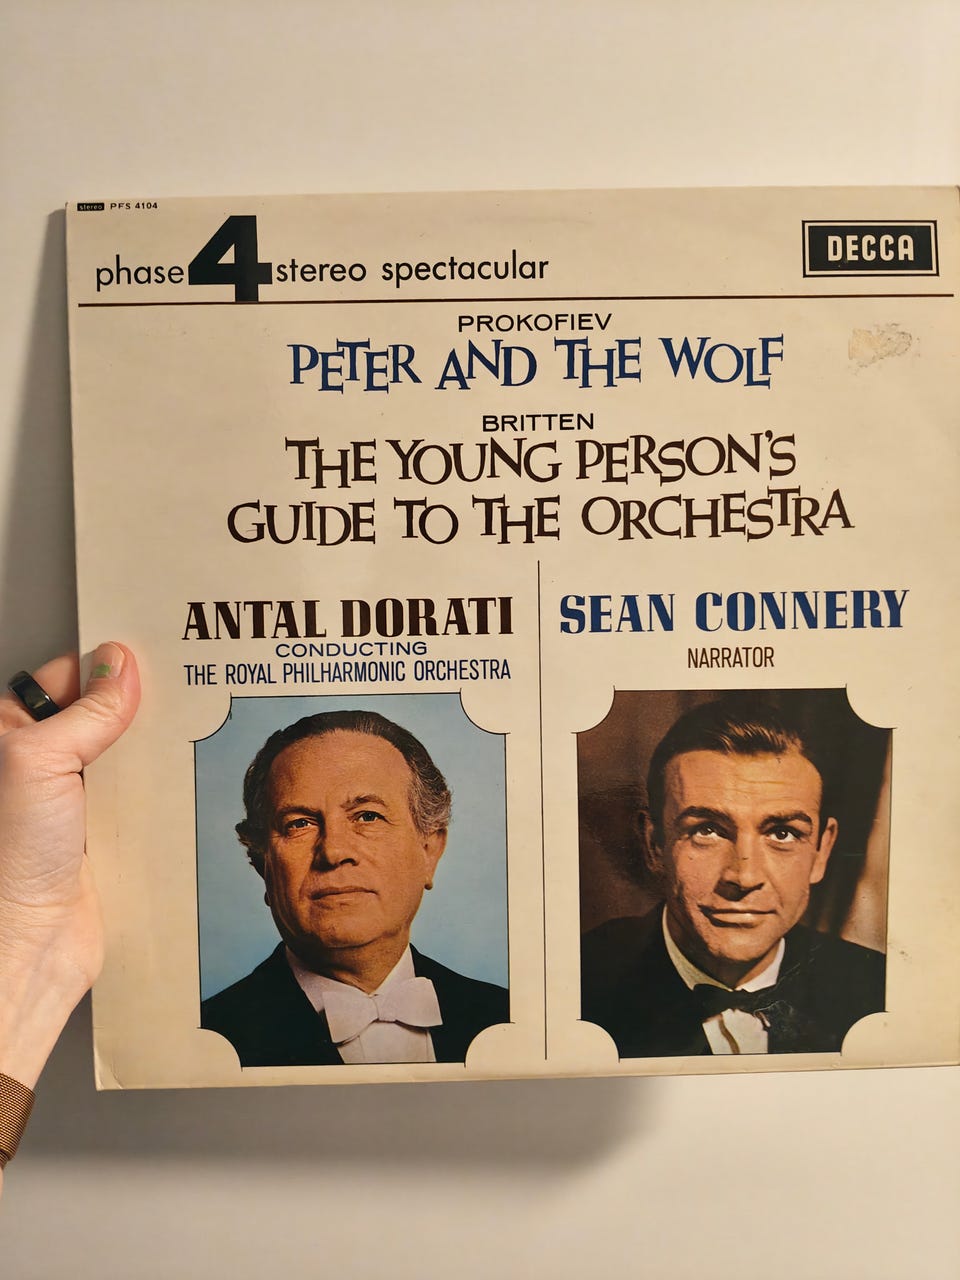 stereo PFS 4104
phase 4 stereo spectacular
DECCA
PROKOFIEV
PETER AND THE WOLF
BRITTEN
THE YOUNG PERSON'S
GUIDE TO THE ORCHESTRA
ANTAL DORATI
CONDUCTING
THE ROYAL PHILHARMONIC ORCHESTRA
SEAN CONNERY
NARRATOR